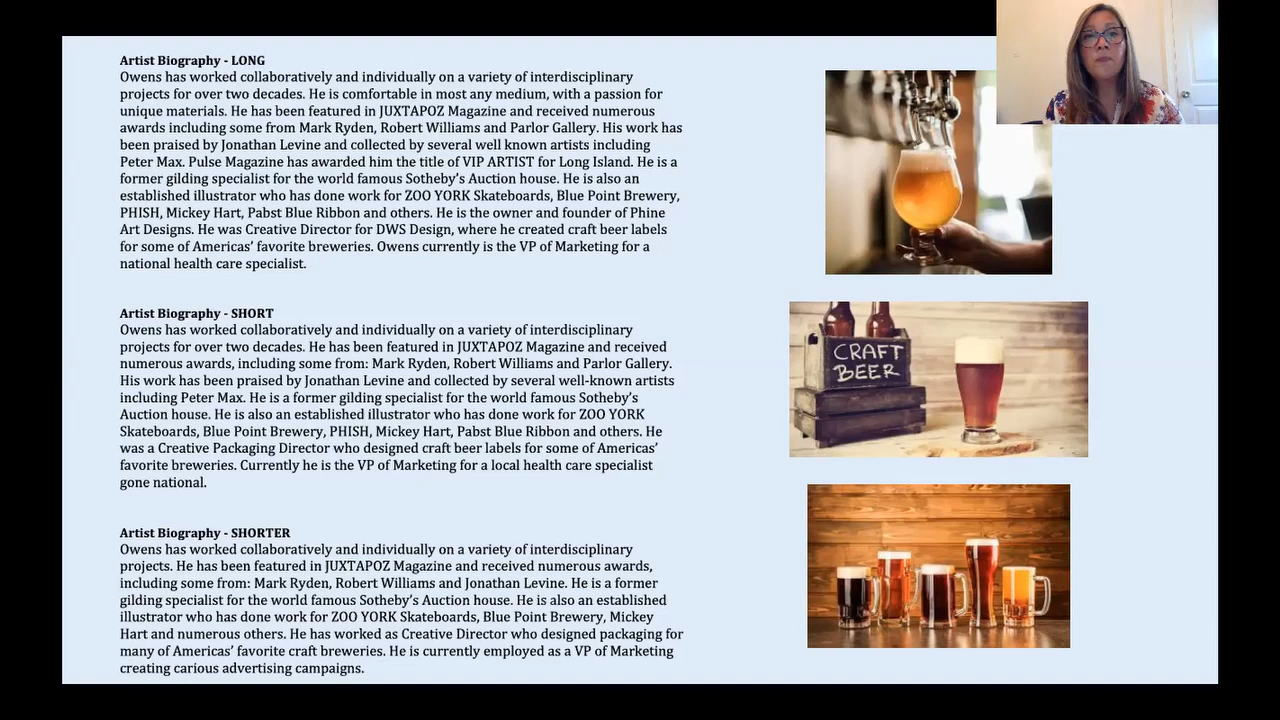 Artist Biography - LONG
Owens has worked collaboratively and individually on a variety of interdisciplinary
projects for over two decades. He is comfortable in most any medium, with a passion for
unique materials. He has been featured in JUXTAPOZ Magazine and received numerous
awards including some from Mark Ryden, Robert Williams and Parlor Gallery. His work has
been praised by Jonathan Levine and collected by several well known artists including
Peter Max. Pulse Magazine has awarded him the title of VIP ARTIST for Long Island. He is a
former gilding specialist for the world famous Sotheby's Auction house. He is also an
established illustrator who has done work for ZOO YORK Skateboards, Blue Point Brewery,
PHISH, Mickey Hart, Pabst Blue Ribbon and others. He is the owner and founder of Phine
Art Designs. He was Creative Director for DWS Design, where he created craft beer labels
for some of Americas' favorite breweries. Owens currently is the VP of Marketing for a
national health care specialist.
Artist Biography - SHORT
Owens has worked collaboratively and individually on a variety of interdisciplinary
projects for over two decades. He has been featured in JUXTAPOZ Magazine and received
numerous awards, including some from: Mark Ryden, Robert Williams and Parlor Gallery.
His work has been praised by Jonathan Levine and collected by several well-known artists
including Peter Max. He is a former gilding specialist for the world famous Sotheby's
Auction house. He is also an established illustrator who has done work for ZOO YORK
Skateboards, Blue Point Brewery, PHISH, Mickey Hart, Pabst Blue Ribbon and others. He
was a Creative Packaging Director who designed craft beer labels for some of Americas'
favorite breweries. Currently he is the VP of Marketing for a local health care specialist
gone national.
Artist Biography - SHORTER
Owens has worked collaboratively and individually on a variety of interdisciplinary
projects. He has been featured in JUXTAPOZ Magazine and received numerous awards,
including some from: Mark Ryden, Robert Williams and Jonathan Levine. He is a former
gilding specialist for the world famous Sotheby's Auction house. He is also an established
illustrator who has done work for ZOO YORK Skateboards, Blue Point Brewery, Mickey
Hart and numerous others. He has worked as Creative Director who designed packaging for
many of Americas' favorite craft breweries. He is currently employed as a VP of Marketing
creating carious advertising campaigns.
CRAFT
BEER